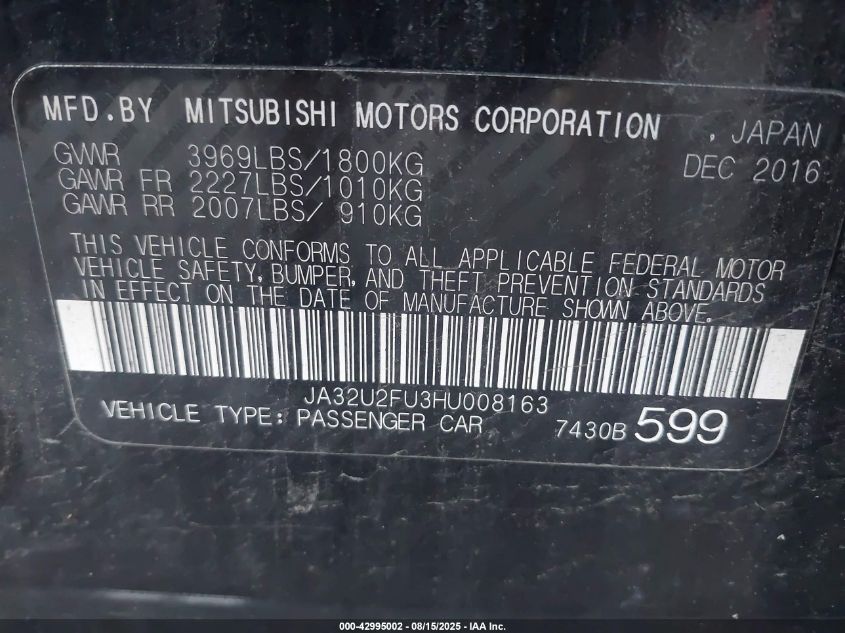 MFD.BY MITSUBISHI MOTORS CORPORATION , JAPAN
GVWR 3969LBS/1800KG DEC 2016
GAWR FR 2227LBS/1010KG
GAWR RR 2007LBS/ 910KG
THIS VEHICLE CONFORMS TO ALL APPLICABLE FEDERAL MOTOR
VEHICLE SAFETY, BUMPER, AND THEFT PREVENTION STANDARDS
IN EFFECT ON THE DATE OF MANUFACTURE SHOWN ABOVE.
JA32U2FU3HU008163
VEHICLE TYPE: PASSENGER CAR 7430B 599
000-42995002 - 08/15/2025 - IAA Inc.